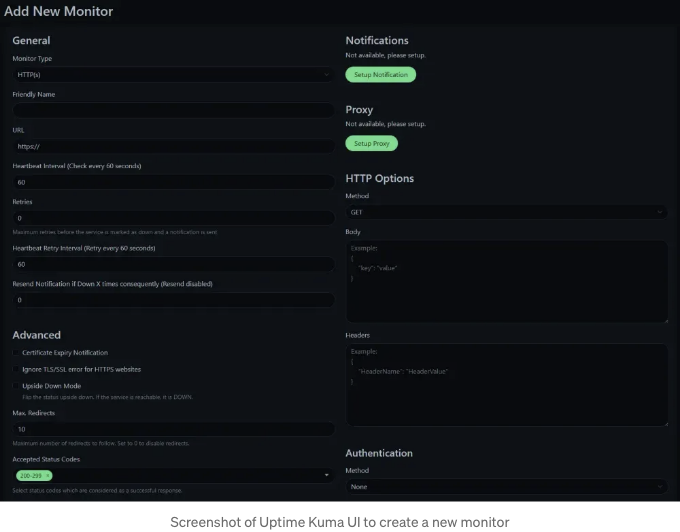 Add New Monitor
General
Monitor Type
HTTP(s)
Friendly Name
URL
https://
Heartbeat Interval (Check every 60 seconds)
60
Retries
0
Maximum retries before the service is marked as down and a notification is sent
Heartbeat Retry Interval (Retry every 60 seconds)
60
Resend Notification if Down X times consequently (Resend disabled)
0
Advanced
Certificate Expiry Notification
Ignore TLS/SSL error for HTTPS websites
Upside Down Mode
Flip the status upside down. If the service is reachable, it is DOWN.
Max. Redirects
10
Maximum number of redirects to follow. Set to 0 to disable redirects.
Accepted Status Codes
200-299 ×
Select status codes which are considered as a successful response.
Notifications
Not available, please setup.
Setup Notification
Proxy
Not available, please setup.
Setup Proxy
HTTP Options
Method
GET
Body
Example:
{
"key": "value"
}
Headers
Example:
{
"HeaderName": "HeaderValue"
}
Authentication
Method
None
Screenshot of Uptime Kuma UI to create a new monitor